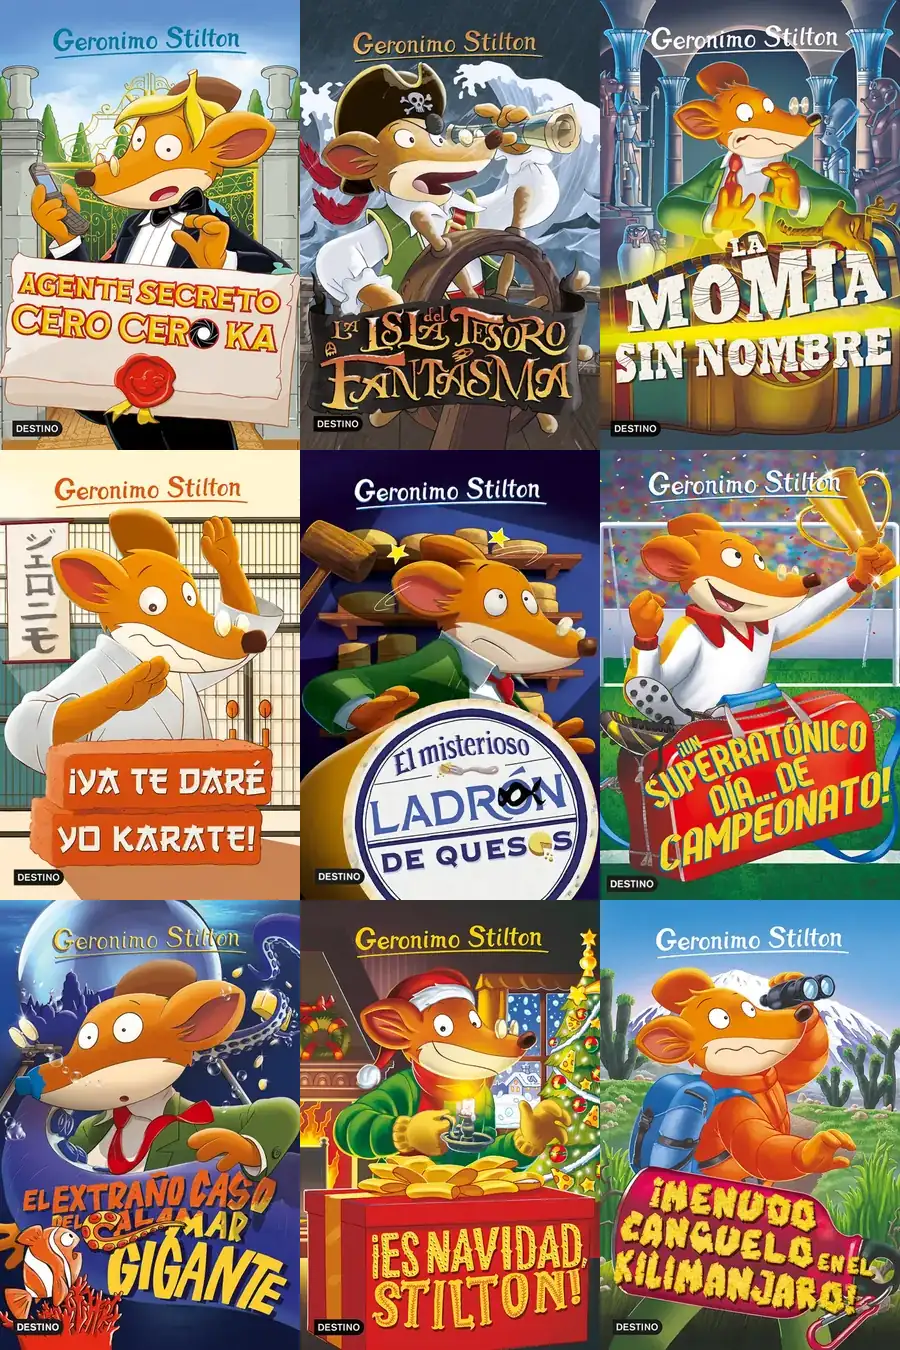 Geronimo Stilton
AGENTE SECRETO
CERO CERO KA
DESTINO
Geronimo Stilton
LA ISLA del TESORO
FANTASMA
DESTINO
Geronimo Stilton
LA
MOMIA
SIN NOMBRE
DESTINO
Geronimo Stilton
ジェロニモ
¡YA TE DARÉ
YO KARATE!
DESTINO
Geronimo Stilton
El misterioso
LADRÓN
DE QUESOS
DESTINO
Geronimo Stilton
¡UN
SUPERRATÓNICO
DÍA... DE
CAMPEONATO!
DESTINO
Geronimo Stilton
EL EXTRAÑO CASO
DEL CALAMAR
GIGANTE
DESTINO
Geronimo Stilton
¡ES NAVIDAD,
STILTON!
DESTINO
Geronimo Stilton
¡MENUDO
CANGUELO EN EL
KILIMANJARO!
DESTINO